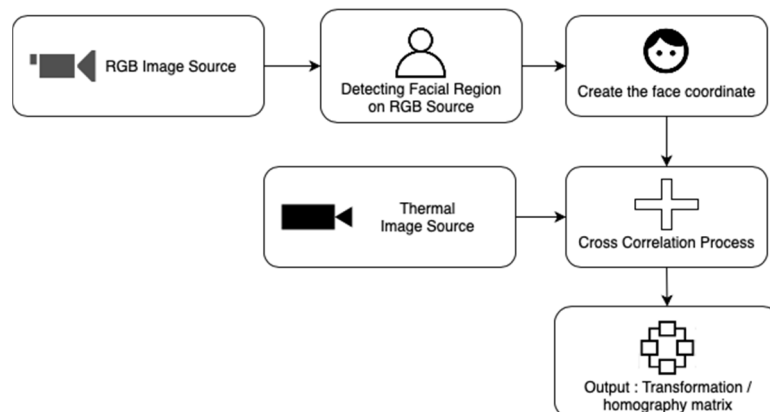 RGB Image Source
Detecting Facial Region
on RGB Source
Create the face coordinate
Thermal
Image Source
Cross Correlation Process
Output : Transformation /
homography matrix